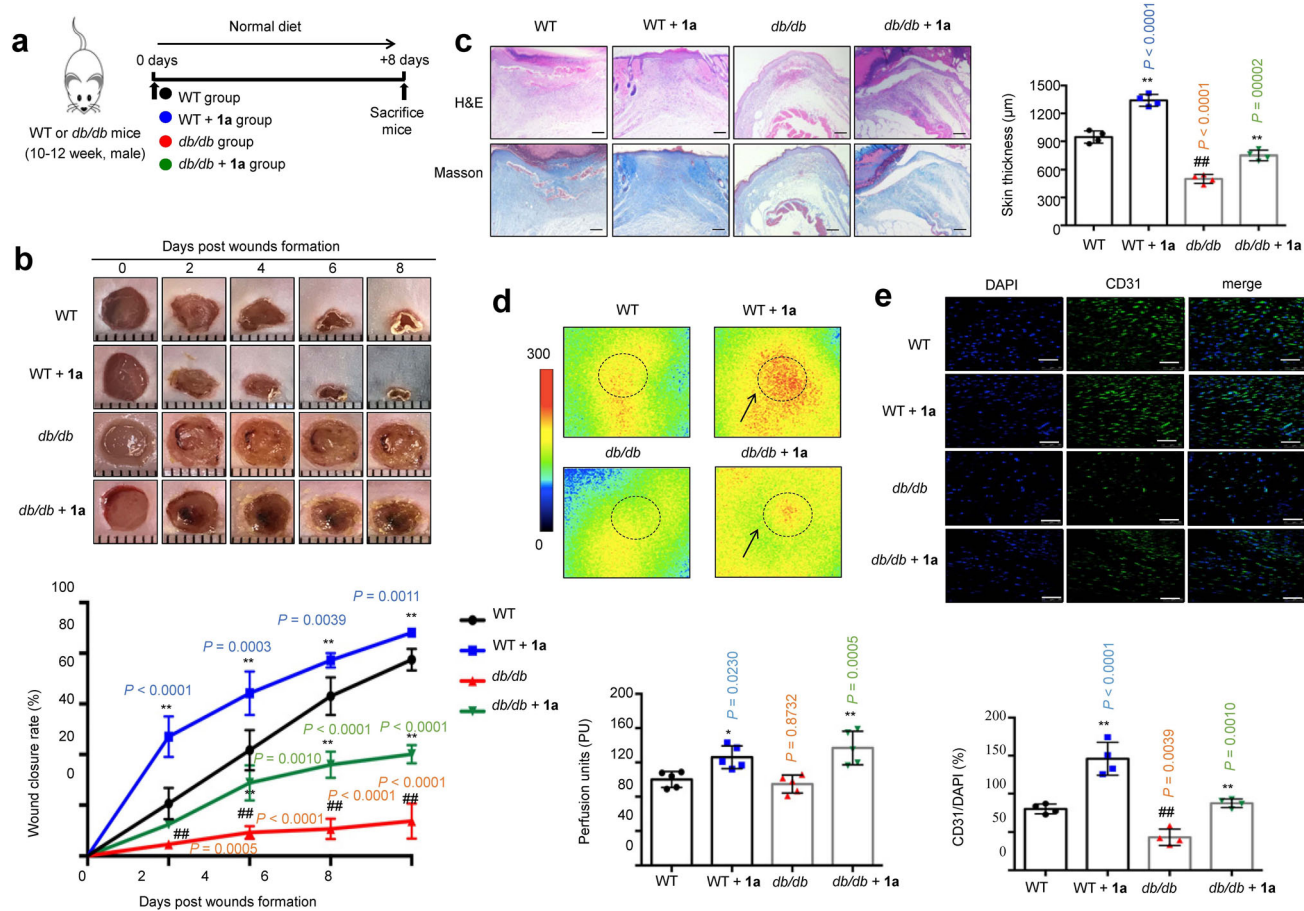 a
Normal diet
0 days
+8 days
WT group
WT + 1a group
db/db group
db/db + 1a group
Sacrifice
mice
WT or db/db mice
(10-12 week, male)
b
Days post wounds formation
0 2 4 6 8
WT
WT + 1a
db/db
db/db + 1a
Wound closure rate (%)
100
80
60
40
20
0
P < 0.0001
**
P = 0.0003
**
P = 0.0039
**
P = 0.0011
**
P = 0.0010
**
P < 0.0001
**
P < 0.0001
**
P = 0.0005
##
P < 0.0001
##
P < 0.0001
##
P < 0.0001
##
0 2 4 6 8
Days post wounds formation
WT
WT + 1a
db/db
db/db + 1a
c
WT WT + 1a db/db db/db + 1a
H&E
Masson
Skin thickness (µm)
1500
1200
900
600
300
0
**
P < 0.0001
##
P < 0.0001
**
P = 00002
WT WT + 1a db/db db/db + 1a
d
WT WT + 1a
300
0
db/db db/db + 1a
Perfusion units (PU)
200
160
120
80
40
0
*
P = 0.0230
P = 0.8732
**
P = 0.0005
WT WT + 1a db/db db/db + 1a
e
DAPI CD31 merge
WT
WT + 1a
db/db
db/db + 1a
CD31/DAPI (%)
200
150
100
50
0
**
P < 0.0001
##
P = 0.0039
**
P = 0.0010
WT WT + 1a db/db db/db + 1a